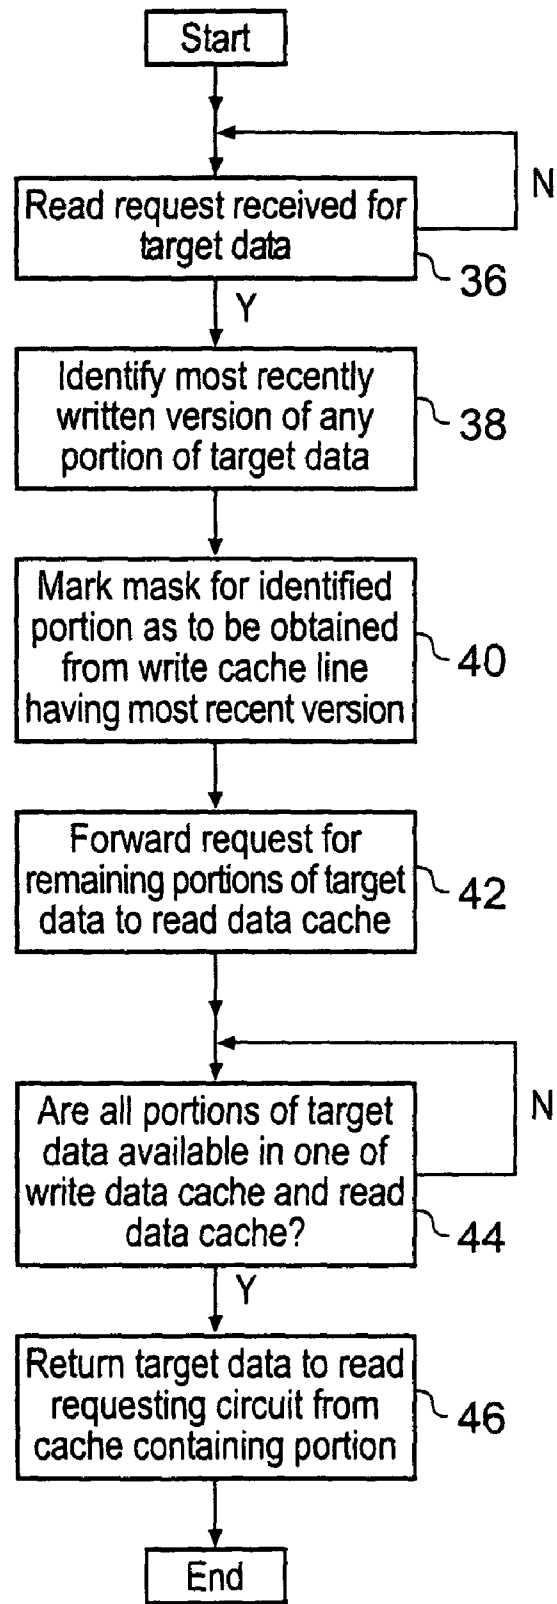 Start
N
Read request received for
target data
36
Y
Identify most recently
written version of any
portion of target data
38
Mark mask for identified
portion as to be obtained
from write cache line
having most recent version
40
Forward request for
remaining portions of target
data to read data cache
42
N
Are all portions of target
data available in one of
write data cache and read
data cache?
44
Y
Return target data to read
requesting circuit from
cache containing portion
46
End